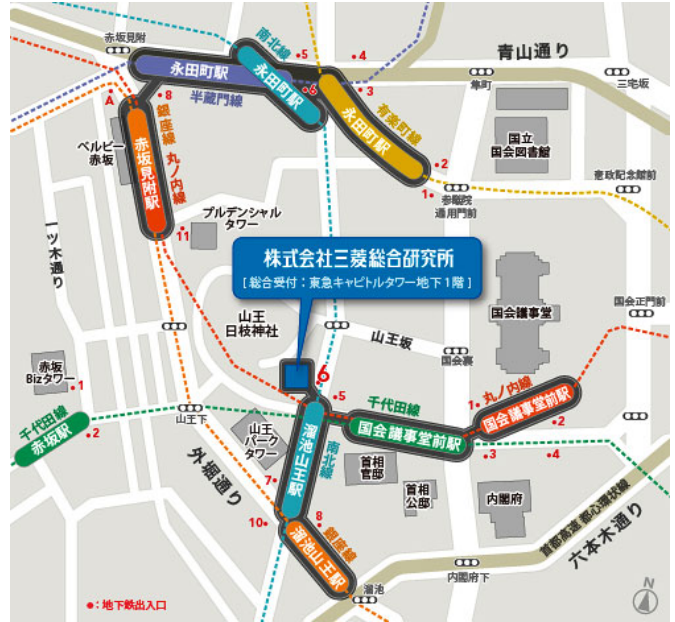 赤坂見附
南北線
5
4
青山通り
永田町駅
永田町駅
6
3
隼町
三宅坂
A
8
半蔵門線
銀座線
丸ノ内線
永田町駅
有楽町線
国立
国会図書館
ベルビー
赤坂
赤坂見附駅
2
1
参議院
通用門前
憲政記念館前
一ツ木通り
11
プルデンシャル
タワー
株式会社三菱総合研究所
[ 総合受付：東急キャピトルタワー地下1階 ]
国会議事堂
国会正門前
山王
日枝神社
山王坂
国会裏
赤坂
Bizタワー
1
6
5
千代田線
丸ノ内線
1
国会議事堂前駅
2
千代田線
赤坂駅
2
山王下
山王
パーク
タワー
溜池山王駅
南北線
国会議事堂前駅
3
4
外堀通り
首相
官邸
首相
公邸
内閣府
7
10
8
銀座線
溜池山王駅
首都高速 都心環状線
六本木通り
内閣府下
溜池
●：地下鉄出入口
N